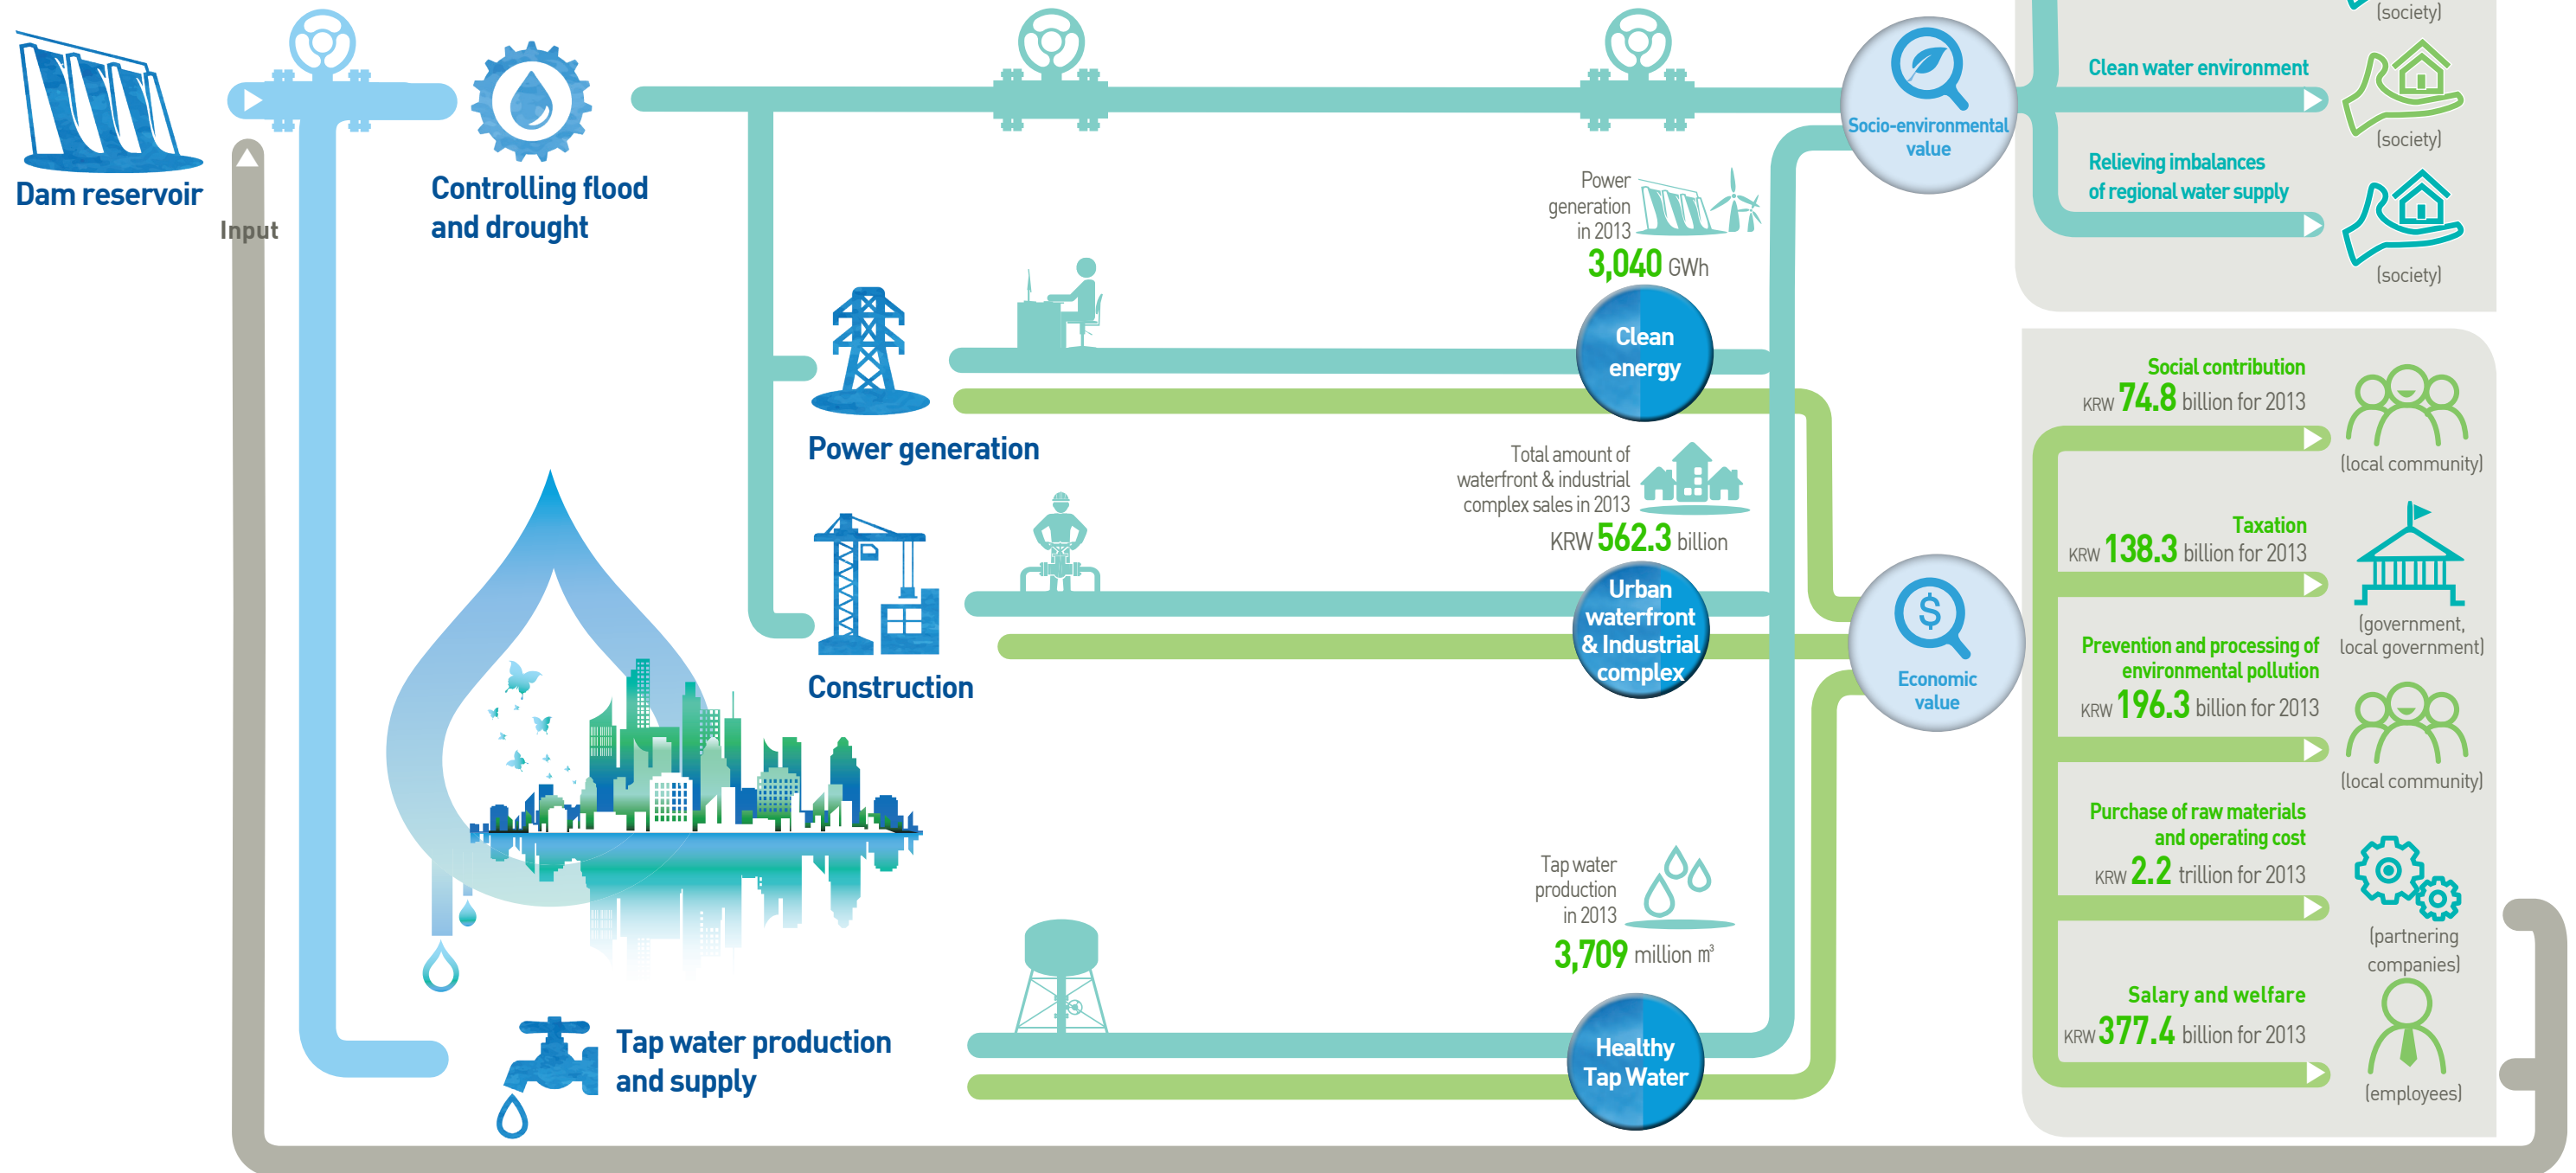 Dam reservoir
Input
Controlling flood
and drought
Power generation
Construction
Tap water production
and supply
Power
generation
in 2013
3,040 GWh
Clean
energy
Total amount of
waterfront & industrial
complex sales in 2013
KRW 562.3 billion
Urban
waterfront
& Industrial
complex
Tap water
production
in 2013
3,709 million m³
Healthy
Tap Water
Socio-environmental
value
$
Economic
value
(society)
Clean water environment
(society)
Relieving imbalances
of regional water supply
(society)
Social contribution
KRW 74.8 billion for 2013
(local community)
Taxation
KRW 138.3 billion for 2013
(government,
local government)
Prevention and processing of
environmental pollution
KRW 196.3 billion for 2013
(local community)
Purchase of raw materials
and operating cost
KRW 2.2 trillion for 2013
(partnering
companies)
Salary and welfare
KRW 377.4 billion for 2013
(employees)